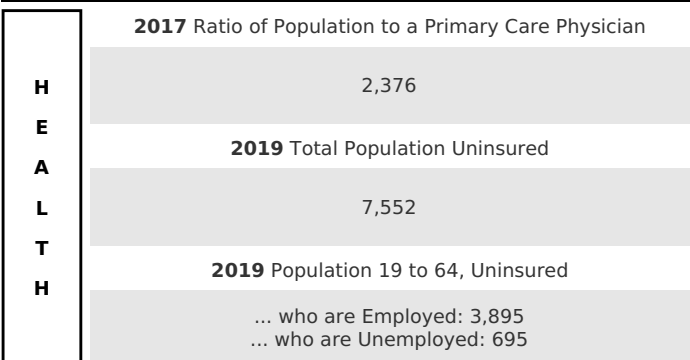 HEALTH
2017 Ratio of Population to a Primary Care Physician
2,376
2019 Total Population Uninsured
7,552
2019 Population 19 to 64, Uninsured
... who are Employed: 3,895
... who are Unemployed: 695